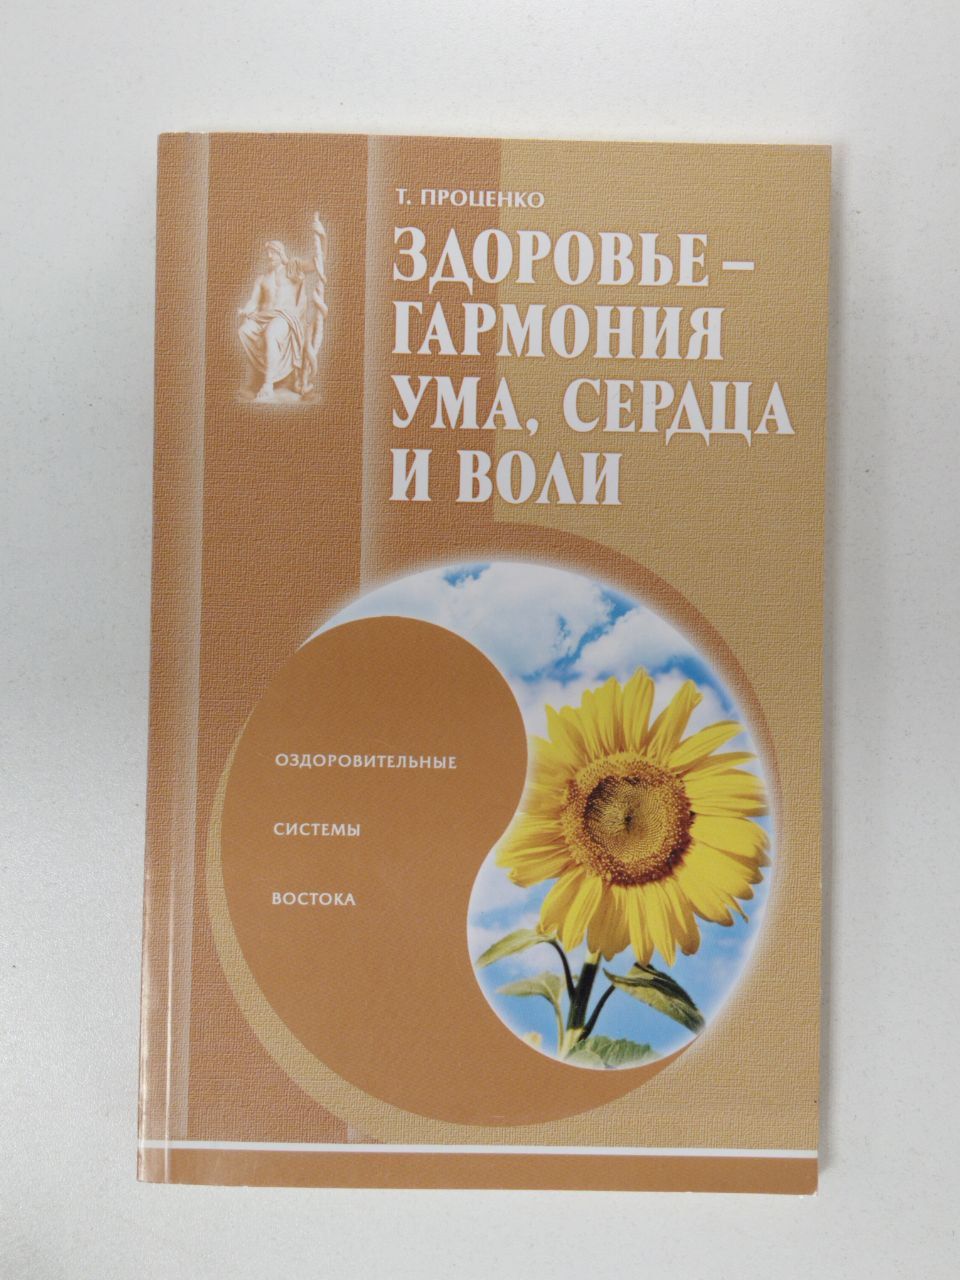 Т. ПРОЦЕНКО
ЗДОРОВЬЕ –
ГАРМОНИЯ
УМА, СЕРДЦА
И ВОЛИ
ОЗДОРОВИТЕЛЬНЫЕ
СИСТЕМЫ
ВОСТОКА